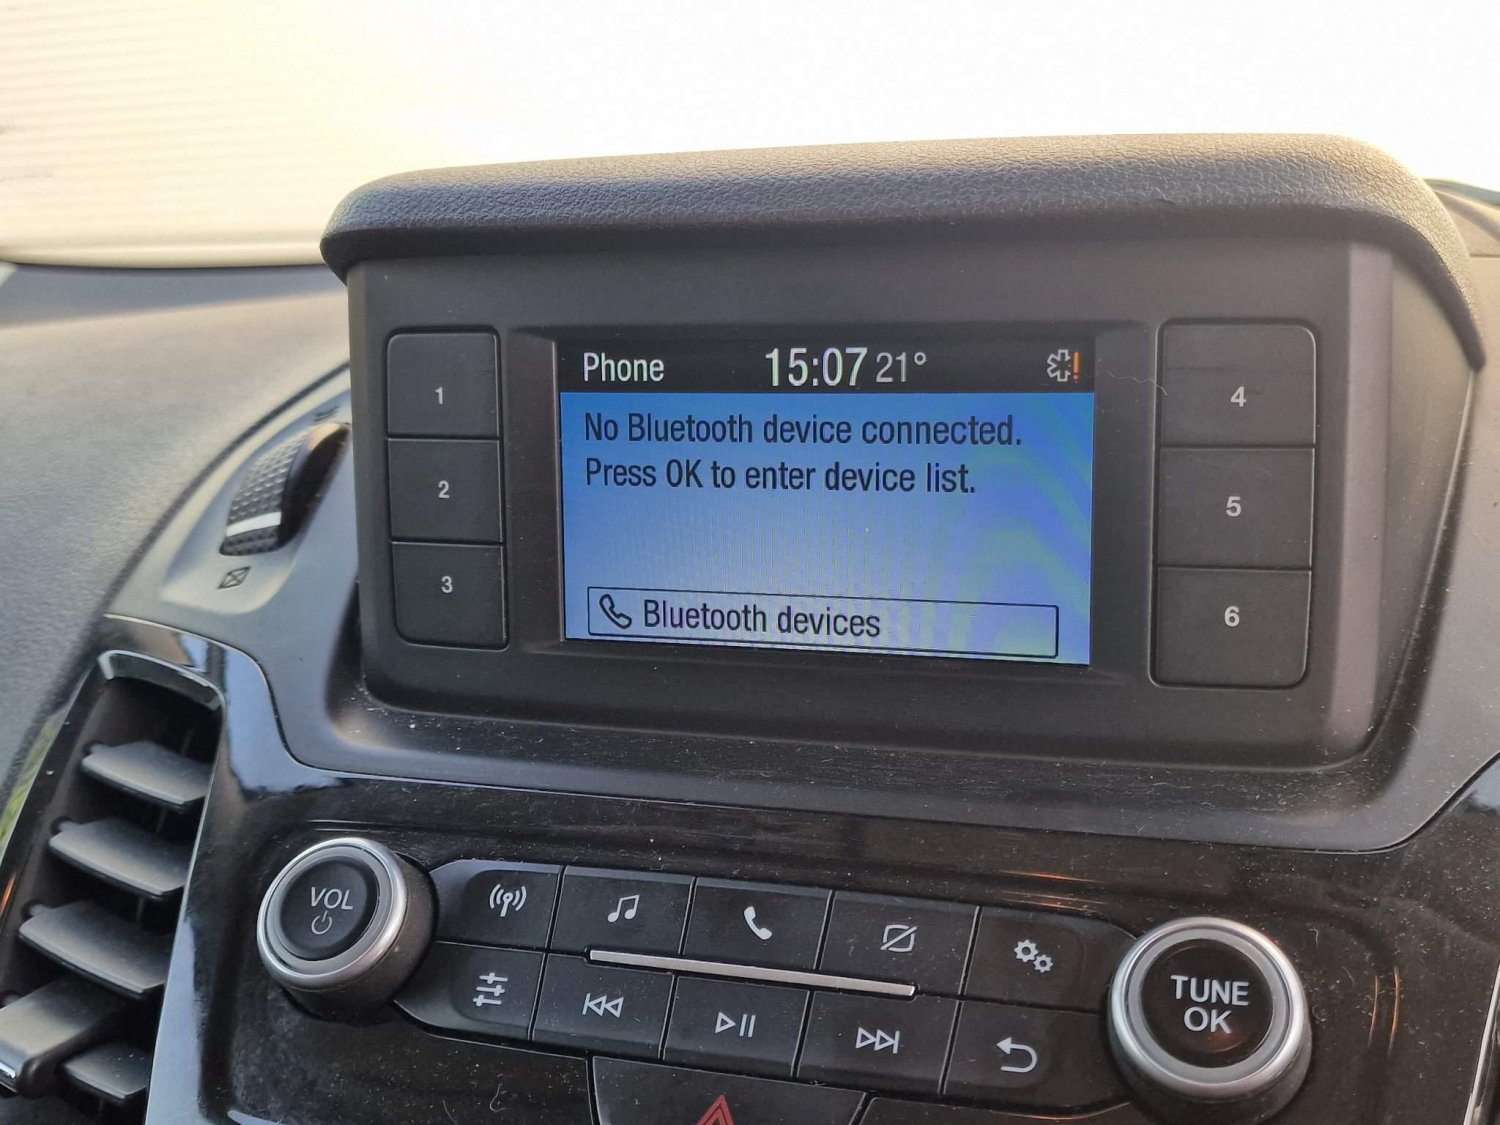 Phone 15:07 21°
No Bluetooth device connected.
Press OK to enter device list.
Bluetooth devices
1
2
3
4
5
6
VOL
TUNE
OK